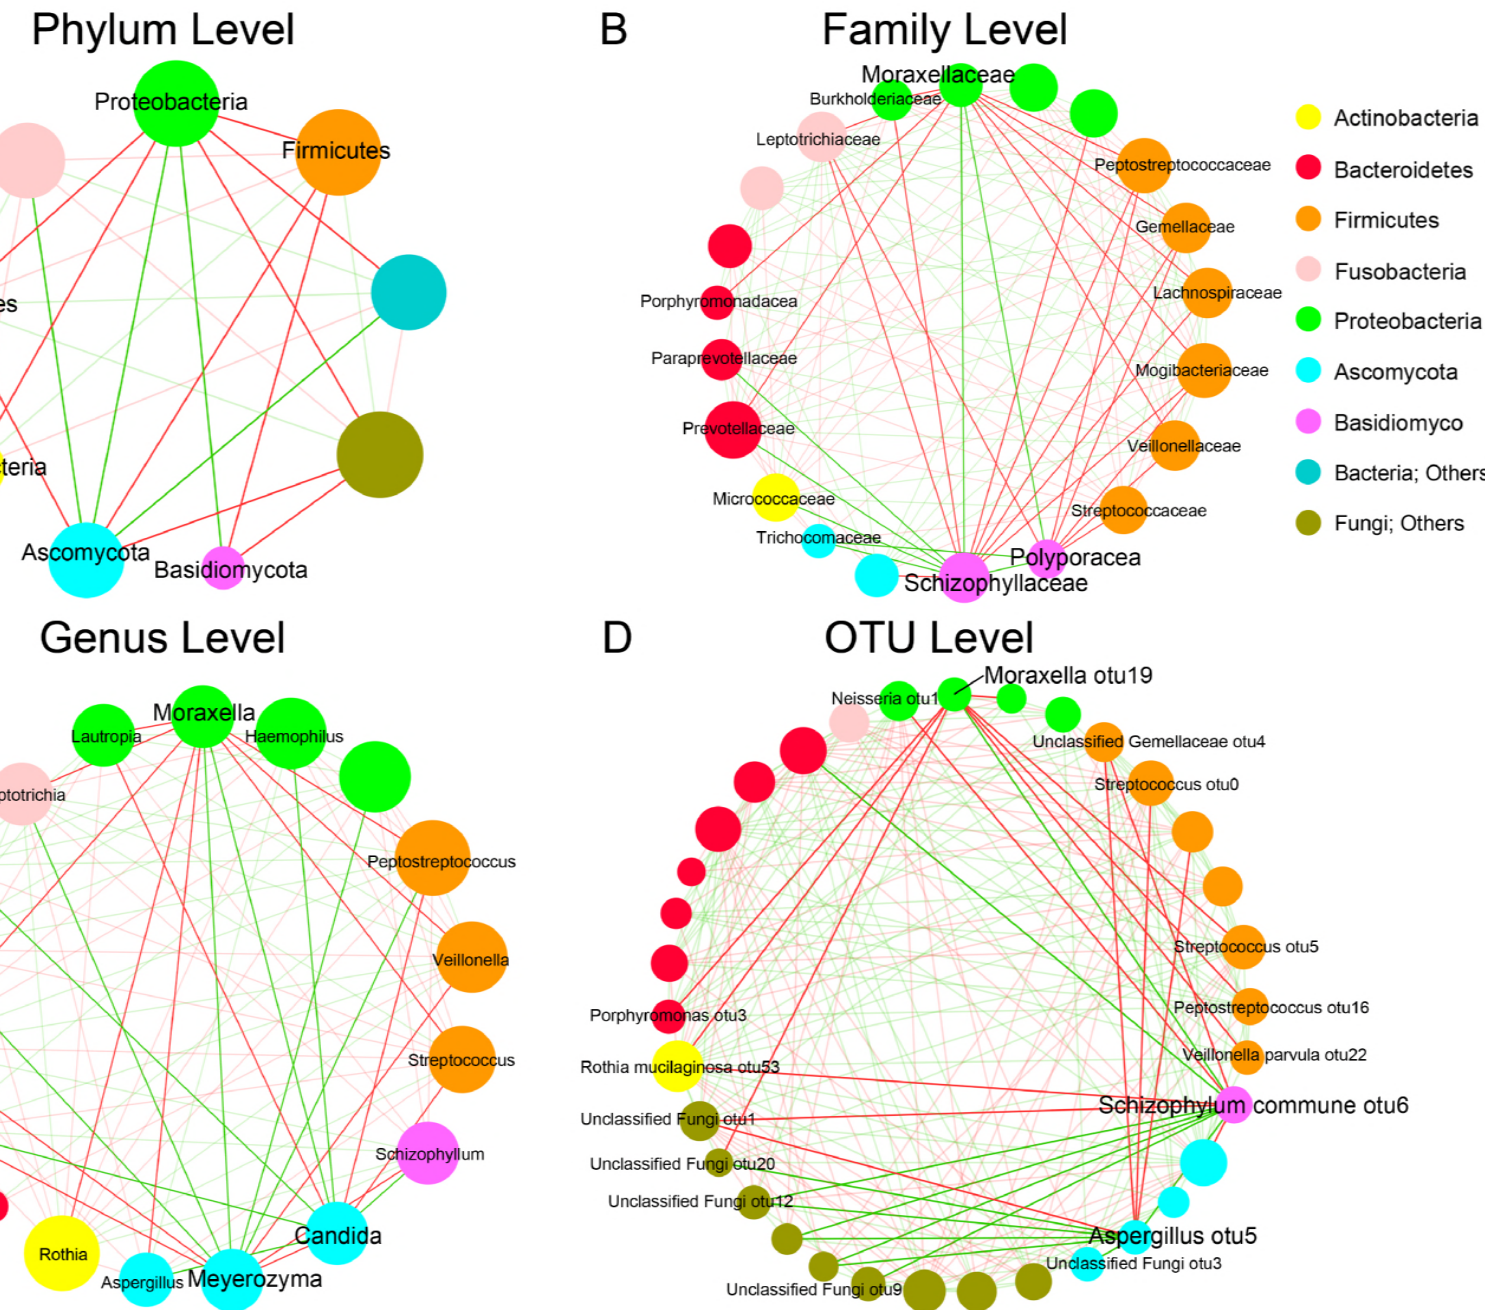 Phylum Level
Proteobacteria
Firmicutes
es
teria
Ascomycota
Basidiomycota
B
Family Level
Moraxellaceae
Burkholderiaceae
Leptotrichiaceae
Peptostreptococcaceae
Gemellaceae
Porphyromonadacea
Lachnospiraceae
Paraprevotellaceae
Mogibacteriaceae
Prevotellaceae
Veillonellaceae
Micrococcaceae
Streptococcaceae
Trichocomaceae
Polyporacea
Schizophyllaceae
Actinobacteria
Bacteroidetes
Firmicutes
Fusobacteria
Proteobacteria
Ascomycota
Basidiomyco
Bacteria; Others
Fungi; Others
Genus Level
Moraxella
Lautropia
Haemophilus
ptotrichia
Peptostreptococcus
Veillonella
Streptococcus
Schizophyllum
Candida
Rothia
Aspergillus
Meyerozyma
D
OTU Level
Moraxella otu19
Neisseria otu1
Unclassified Gemellaceae otu4
Streptococcus otu0
Streptococcus otu5
Peptostreptococcus otu16
Porphyromonas otu3
Veillonella parvula otu22
Rothia mucilaginosa otu53
Schizophylum commune otu6
Unclassified Fungi otu1
Unclassified Fungi otu20
Unclassified Fungi otu12
Aspergillus otu5
Unclassified Fungi otu3
Unclassified Fungi otu9